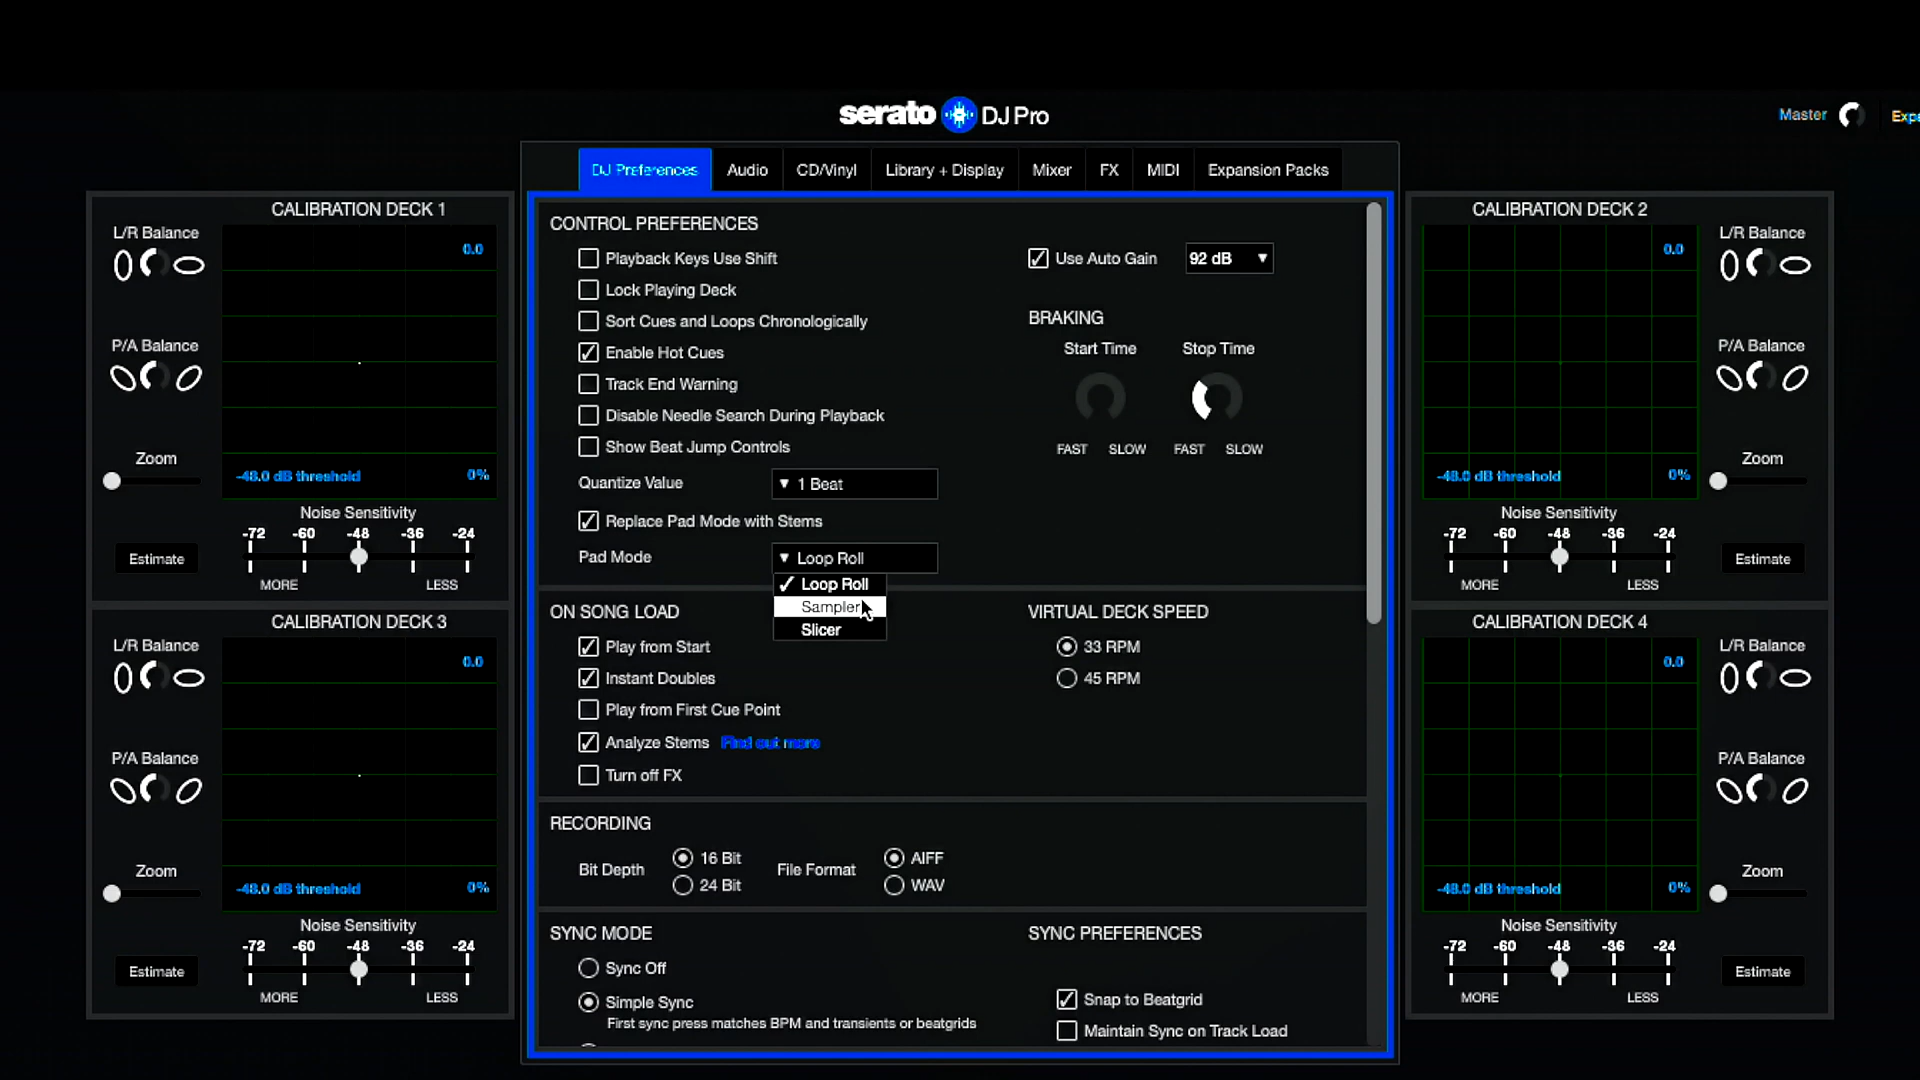 serato DJ Pro
Master
DJ Preferences Audio CD/Vinyl Library + Display Mixer FX MIDI Expansion Packs
CALIBRATION DECK 1
L/R Balance
0.0
P/A Balance
Zoom
-48.0 dB threshold 0%
Noise Sensitivity
-72 -60 -48 -36 -24
Estimate
MORE LESS
CALIBRATION DECK 3
L/R Balance
0.0
P/A Balance
Zoom
-48.0 dB threshold 0%
Noise Sensitivity
-72 -60 -48 -36 -24
Estimate
MORE LESS
CONTROL PREFERENCES
Playback Keys Use Shift
Lock Playing Deck
Sort Cues and Loops Chronologically
Enable Hot Cues
Track End Warning
Disable Needle Search During Playback
Show Beat Jump Controls
Quantize Value 1 Beat
Replace Pad Mode with Stems
Pad Mode Loop Roll
Loop Roll
Sampler
Slicer
Use Auto Gain 92 dB
BRAKING
Start Time Stop Time
FAST SLOW FAST SLOW
ON SONG LOAD
Play from Start
Instant Doubles
Play from First Cue Point
Analyze Stems Find out more
Turn off FX
VIRTUAL DECK SPEED
33 RPM
45 RPM
RECORDING
Bit Depth 16 Bit 24 Bit
File Format AIFF WAV
SYNC MODE
Sync Off
Simple Sync
First sync press matches BPM and transients or beatgrids
SYNC PREFERENCES
Snap to Beatgrid
Maintain Sync on Track Load
CALIBRATION DECK 2
L/R Balance
0.0
P/A Balance
Zoom
-48.0 dB threshold 0%
Noise Sensitivity
-72 -60 -48 -36 -24
Estimate
MORE LESS
CALIBRATION DECK 4
L/R Balance
0.0
P/A Balance
Zoom
-48.0 dB threshold 0%
Noise Sensitivity
-72 -60 -48 -36 -24
Estimate
MORE LESS